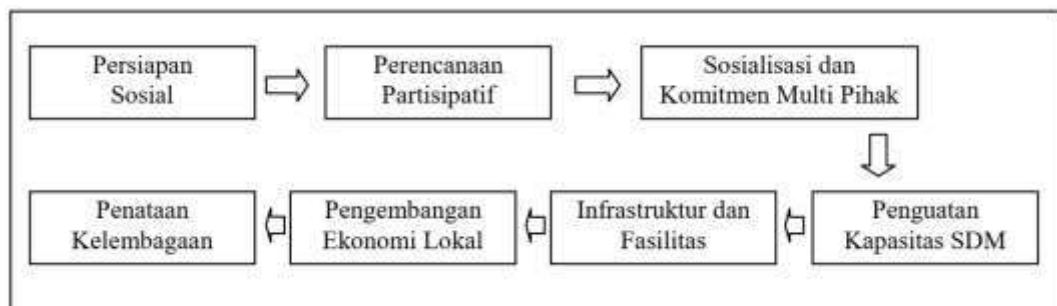 Persiapan
Sosial
Perencanaan
Partisipatif
Sosialisasi dan
Komitmen Multi Pihak
Penataan
Kelembagaan
Pengembangan
Ekonomi Lokal
Infrastruktur dan
Fasilitas
Penguatan
Kapasitas SDM